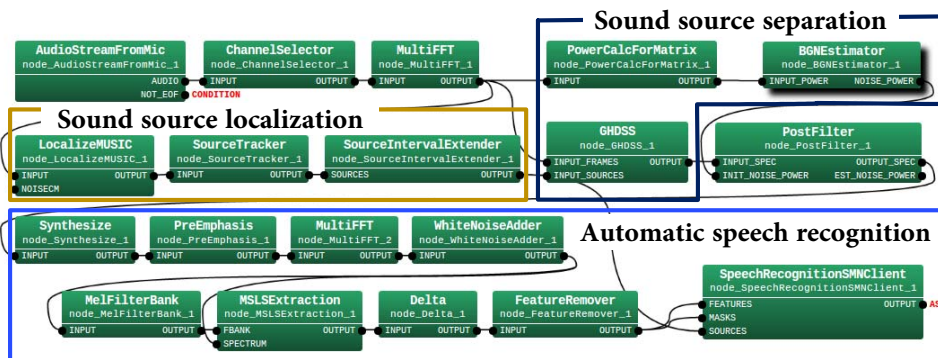 Sound source separation
AudioStreamFromMic
node_AudioStreamFromMic_1
AUDIO
NOT_EOF
CONDITION
ChannelSelector
node_ChannelSelector_1
INPUT OUTPUT
MultiFFT
node_MultiFFT_1
INPUT OUTPUT
PowerCalcForMatrix
node_PowerCalcForMatrix_1
INPUT OUTPUT
BGNEstimator
node_BGNEstimator_1
INPUT_POWER NOISE_POWER
Sound source localization
LocalizeMUSIC
node_LocalizeMUSIC_1
INPUT OUTPUT
NOISECM
SourceTracker
node_SourceTracker_1
INPUT OUTPUT
SourceIntervalExtender
node_SourceIntervalExtender_1
SOURCES OUTPUT
GHDSS
node_GHDSS_1
INPUT_FRAMES OUTPUT
INPUT_SOURCES
PostFilter
node_PostFilter_1
INPUT_SPEC OUTPUT_SPEC
INIT_NOISE_POWER EST_NOISE_POWER
Synthesize
node_Synthesize_1
INPUT OUTPUT
PreEmphasis
node_PreEmphasis_1
INPUT OUTPUT
MultiFFT
node_MultiFFT_2
INPUT OUTPUT
WhiteNoiseAdder
node_WhiteNoiseAdder_1
INPUT OUTPUT
Automatic speech recognition
MelFilterBank
node_MelFilterBank_1
INPUT OUTPUT
MSLSExtraction
node_MSLSExtraction_1
FBANK OUTPUT
SPECTRUM
Delta
node_Delta_1
INPUT OUTPUT
FeatureRemover
node_FeatureRemover_1
INPUT OUTPUT
SpeechRecognitionSMNClient
node_SpeechRecognitionSMNClient_1
FEATURES OUTPUT
MASKS
SOURCES